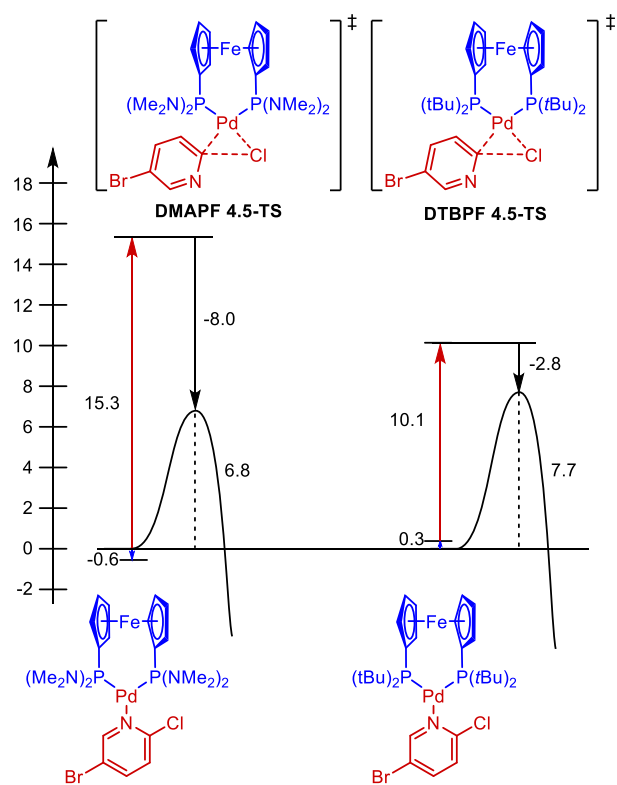 ‡ ‡
Fe Fe
(Me2N)2P P(NMe2)2 (tBu)2P P(tBu)2
Pd Pd
Cl Cl
Br N Br N
DMAPF 4.5-TS DTBPF 4.5-TS
18
16
14
12
10
8
6
4
2
0
-2
-8.0
15.3
6.8
-0.6
-2.8
10.1
7.7
0.3
Fe Fe
(Me2N)2P P(NMe2)2 (tBu)2P P(tBu)2
Pd Pd
N Cl N Cl
Br Br